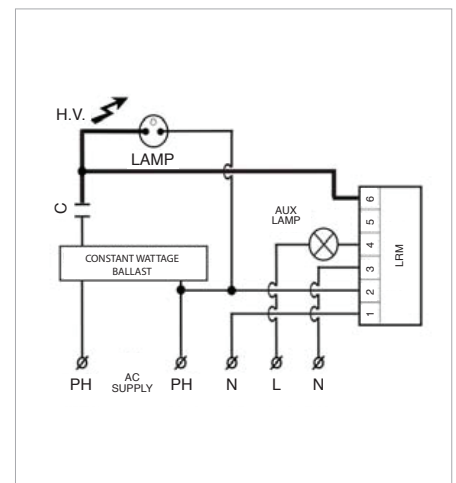 H.V.
LAMP
C
AUX
LAMP
6
5
4
3
2
1
LRM
CONSTANT WATTAGE
BALLAST
PH
AC
SUPPLY
PH
N
L
N